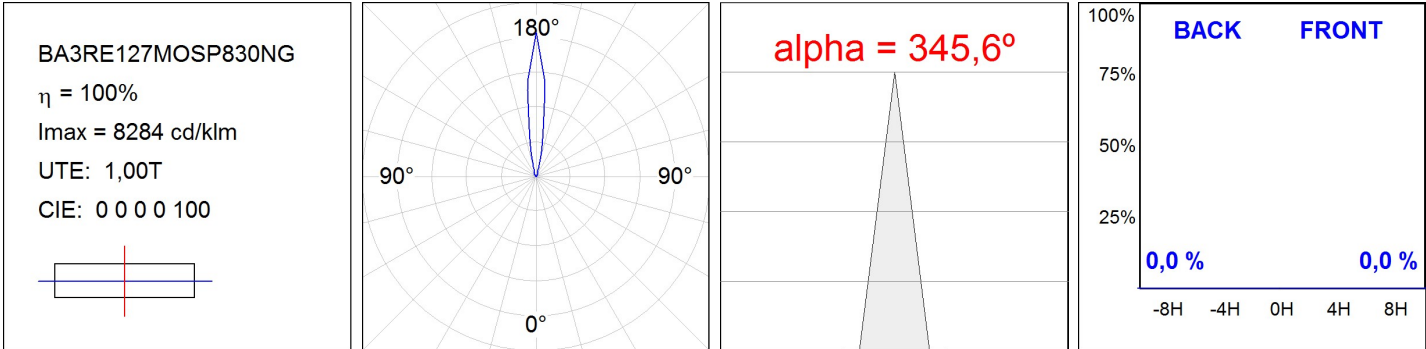 BA3RE127MOSP830NG
η = 100%
Imax = 8284 cd/klm
UTE: 1,00T
CIE: 0 0 0 0 100
180°
90° 90°
0°
alpha = 345,6º
100%
BACK FRONT
75%
50%
25%
0,0 % 0,0 %
-8H -4H 0H 4H 8H